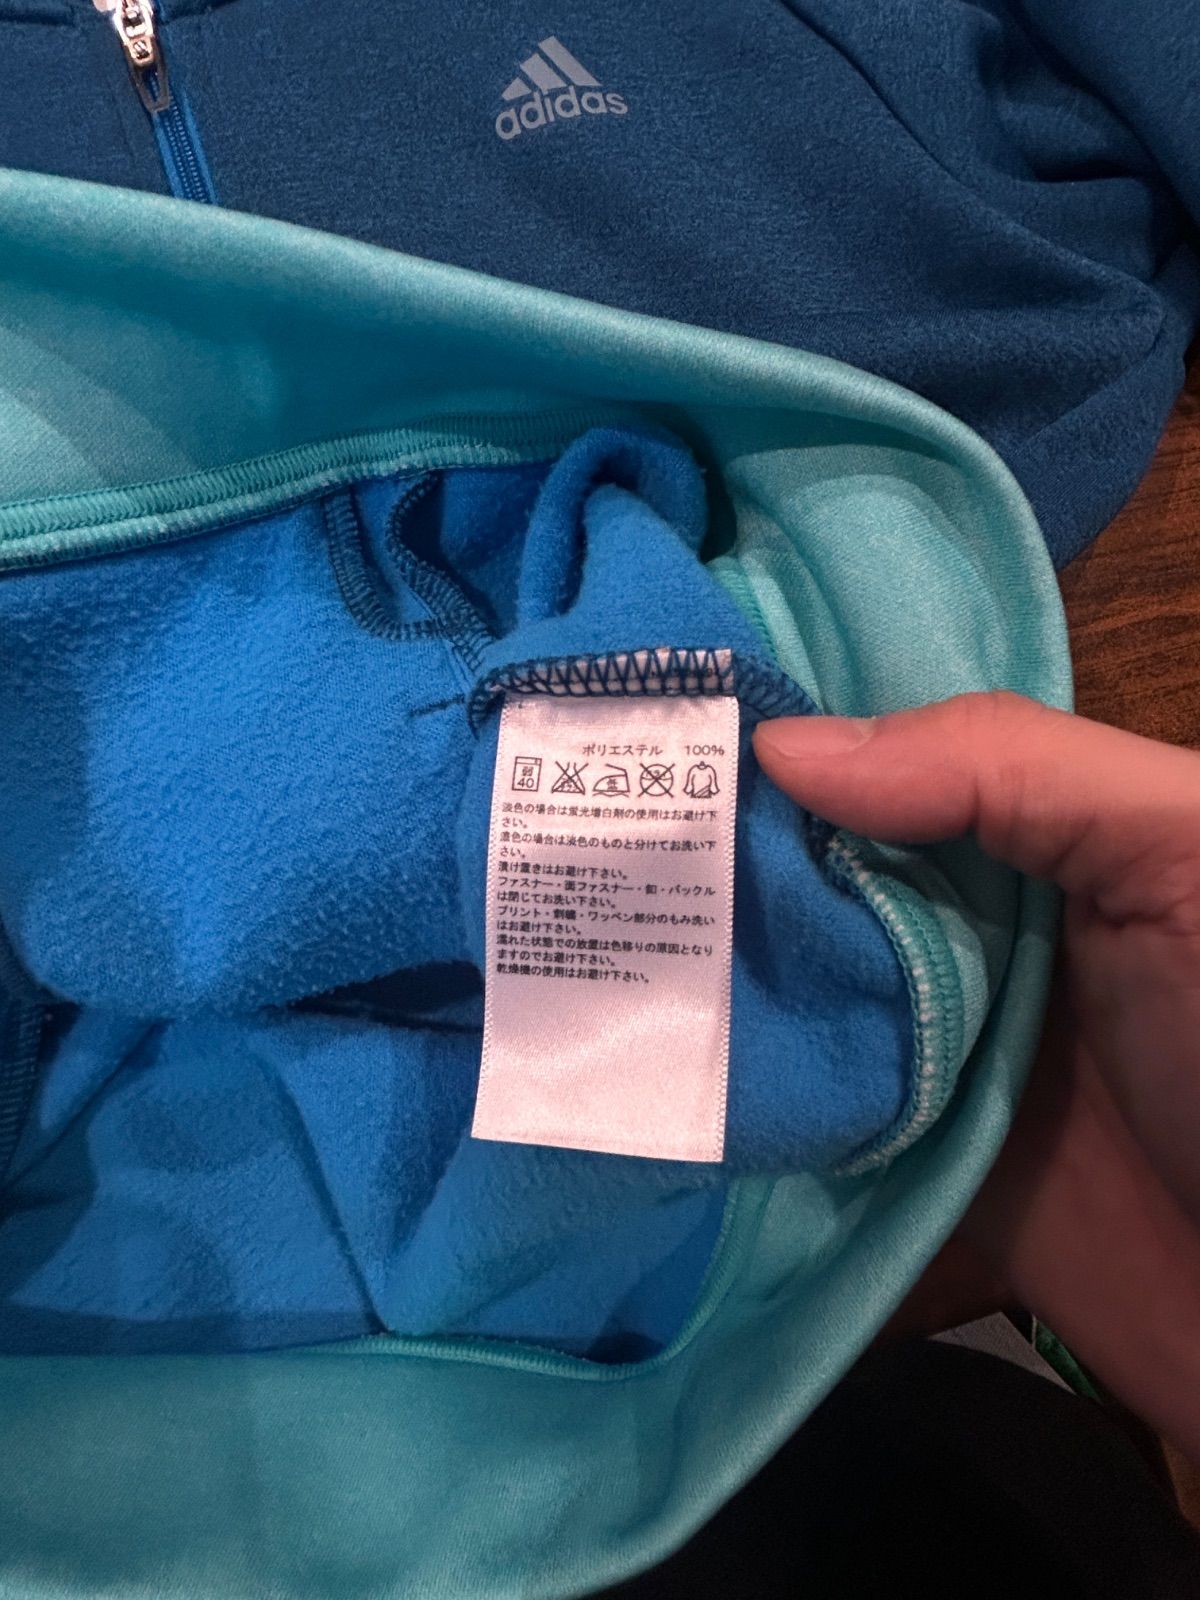 adidas
ポリエステル 100%
弱
40
低
淡色の場合は蛍光増白剤の使用はお避け下
さい。
濃色の場合は淡色のものと分けてお洗い下
さい。
漬け置きはお避け下さい。
ファスナー・面ファスナー・釦・バックル
は閉じてお洗い下さい。
プリント・刺繍・ワッペン部分のもみ洗い
はお避け下さい。
濡れた状態での放置は色移りの原因となり
ますのでお避け下さい。
乾燥機の使用はお避け下さい。